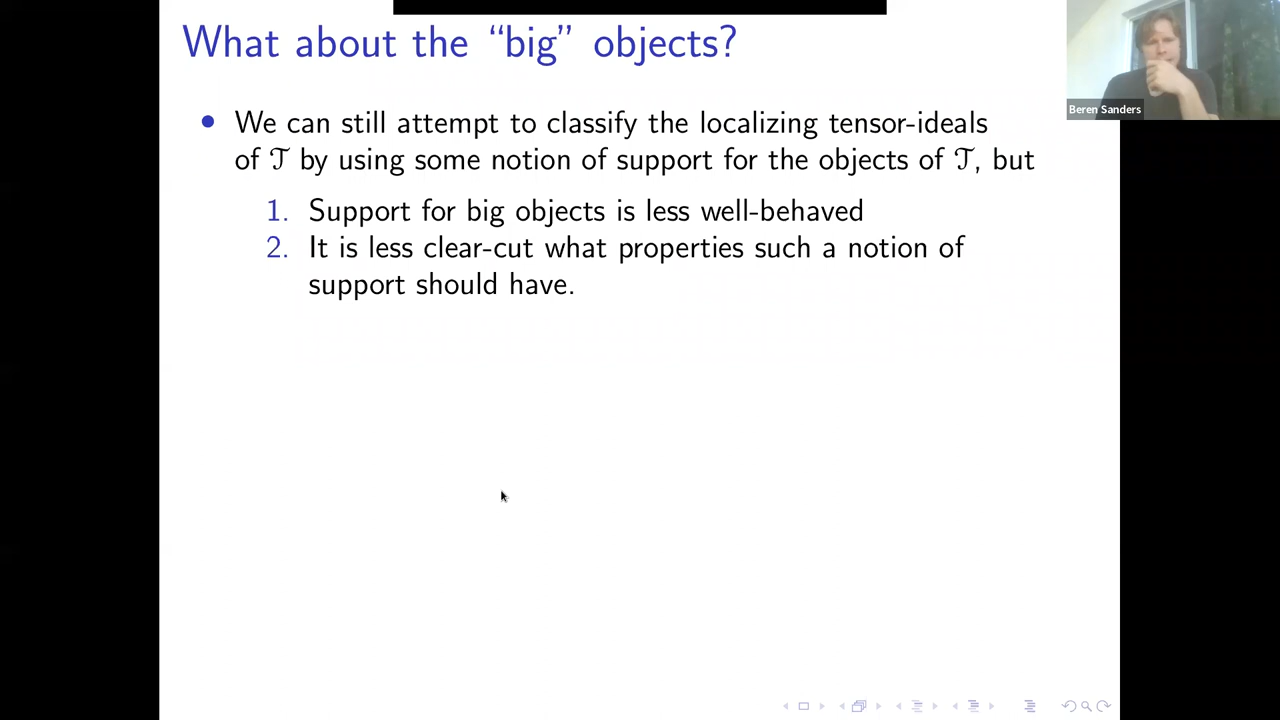 What about the “big” objects?
Beren Sanders
• We can still attempt to classify the localizing tensor-ideals
of 𝒯 by using some notion of support for the objects of 𝒯, but
1. Support for big objects is less well-behaved
2. It is less clear-cut what properties such a notion of
support should have.